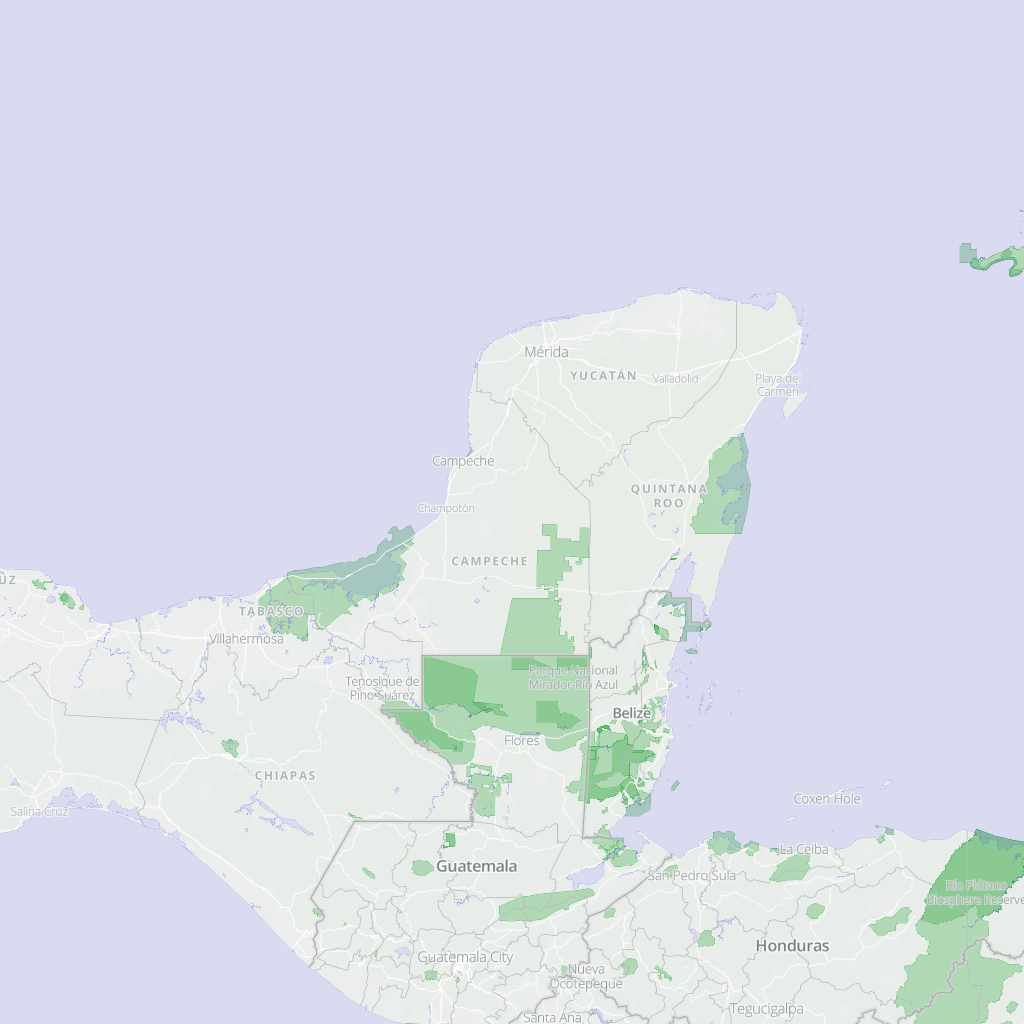 Mérida
YUCATÁN
Valladolid
Playa del
Carmen
Campeche
QUINTANA
ROO
Champotón
CAMPECHE
UZ
TABASCO
Villahermosa
Parque Nacional
Mirador-Río Azul
Tenosique de
Pino Suárez
Belize
Flores
CHIAPAS
Salina Cruz
Coxen Hole
La Ceiba
Guatemala
San Pedro Sula
Río Plátano
Biosphere Reserve
Honduras
Guatemala City
Nueva
Ocotepeque
Tegucigalpa
Santa Ana